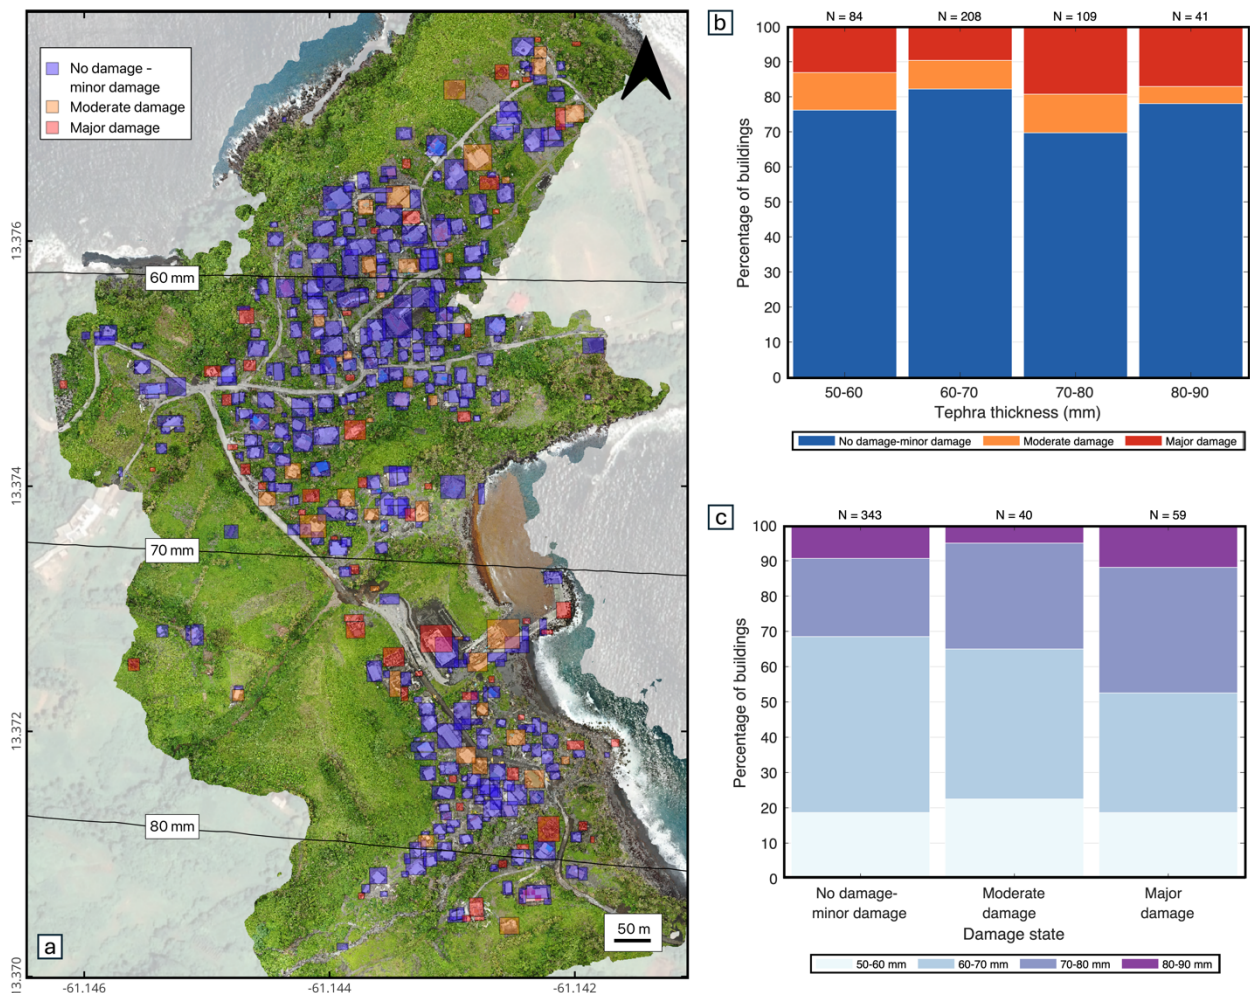 No damage -
minor damage
Moderate damage
Major damage
13.376
60 mm
13.374
70 mm
13.372
80 mm
50 m
a
13.370
-61.146
-61.144
-61.142
b
N = 84
N = 208
N = 109
N = 41
100
90
80
70
60
50
40
30
20
10
0
Percentage of buildings
50-60
60-70
70-80
80-90
Tephra thickness (mm)
No damage-minor damage
Moderate damage
Major damage
c
N = 343
N = 40
N = 59
100
90
80
70
60
50
40
30
20
10
0
Percentage of buildings
No damage-
minor damage
Moderate
damage
Major
damage
Damage state
50-60 mm
60-70 mm
70-80 mm
80-90 mm